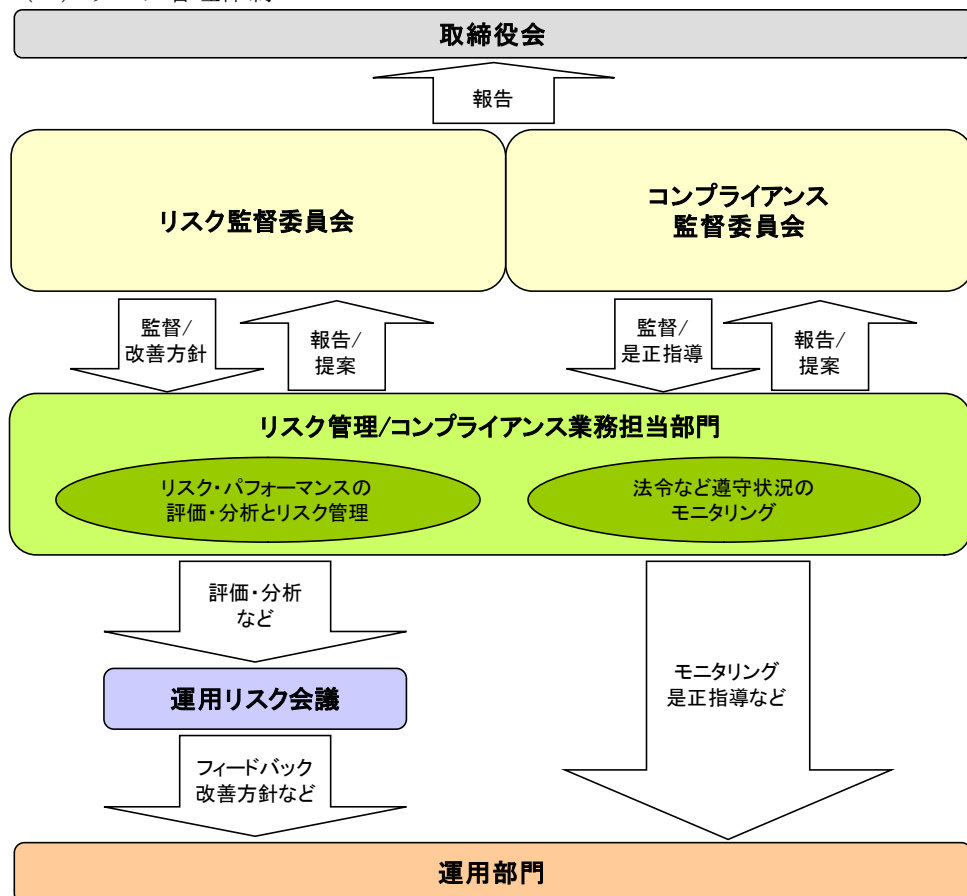 取締役会
報告
リスク監督委員会
コンプライアンス
監督委員会
監督/
改善方針
報告/
提案
監督/
是正指導
報告/
提案
リスク管理/コンプライアンス業務担当部門
リスク・パフォーマンスの
評価・分析とリスク管理
法令など遵守状況の
モニタリング
評価・分析
など
運用リスク会議
モニタリング
是正指導など
フィードバック
改善方針など
運用部門